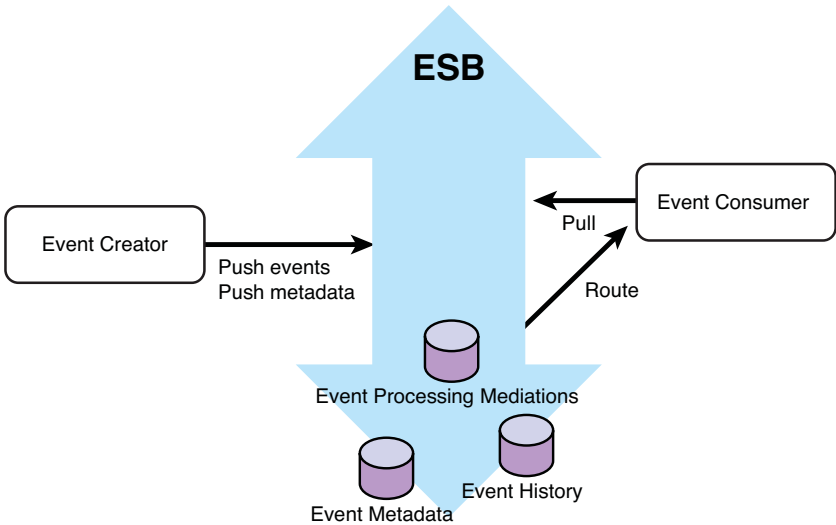 ESB
Event Creator
Push events
Push metadata
Event Consumer
Pull
Route
Event Processing Mediations
Event History
Event Metadata